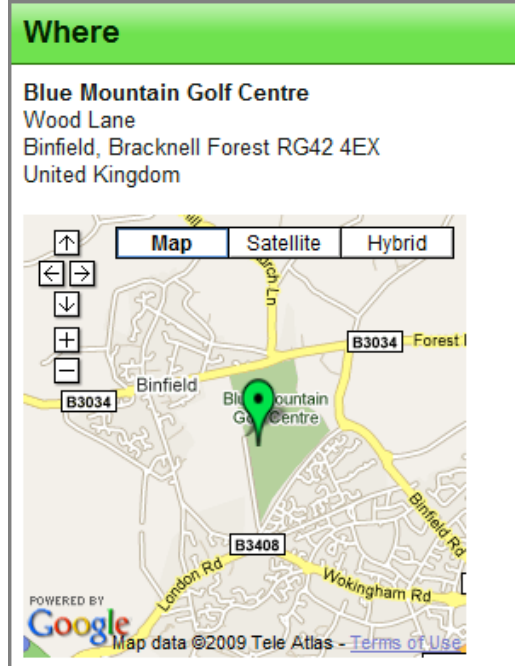 Where
Blue Mountain Golf Centre
Wood Lane
Binfield, Bracknell Forest RG42 4EX
United Kingdom
Map Satellite Hybrid
Ln
B3034 Forest
Binfield
B3034
Mountain
Centre
Binfield Rd
B3408
London Rd
Wokingham Rd
POWERED BY
Google
Map data ©2009 Tele Atlas - Terms of Use